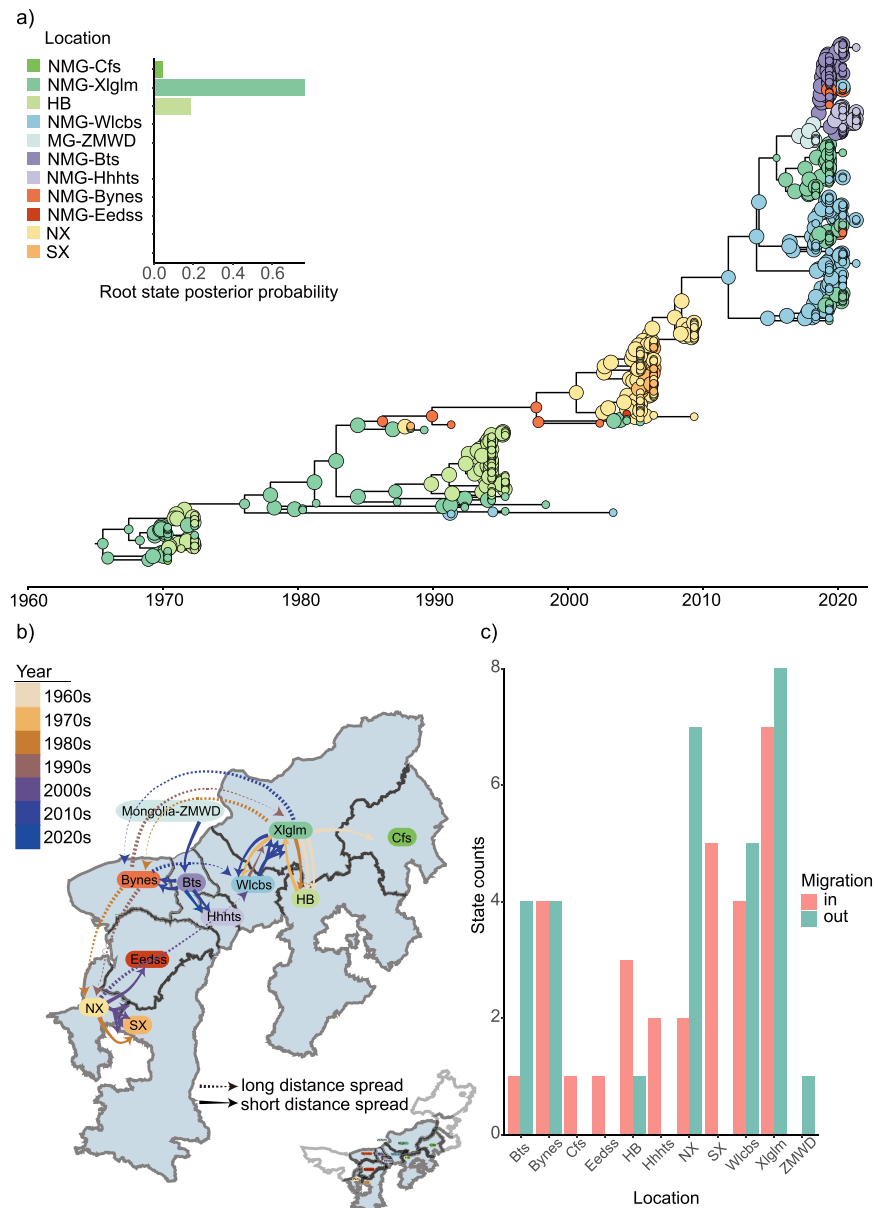 a)
Location
NMG-Cfs
NMG-Xlglm
HB
NMG-Wlcbs
MG-ZMWD
NMG-Bts
NMG-Hhhts
NMG-Bynes
NMG-Eedss
NX
SX
0.0 0.2 0.4 0.6
Root state posterior probability
1960 1970 1980 1990 2000 2010 2020
b)
Year
1960s
1970s
1980s
1990s
2000s
2010s
2020s
Mongolia-ZMWD
Xlglm
Cfs
Bynes
Bts
Wlcbs
HB
Hhhts
Eedss
NX
SX
long distance spread
short distance spread
c)
8
6
4
2
0
State counts
Migration
in
out
Bts Bynes Cfs Eedss HB Hhhts NX SX Wlcbs Xlglm ZMWD
Location